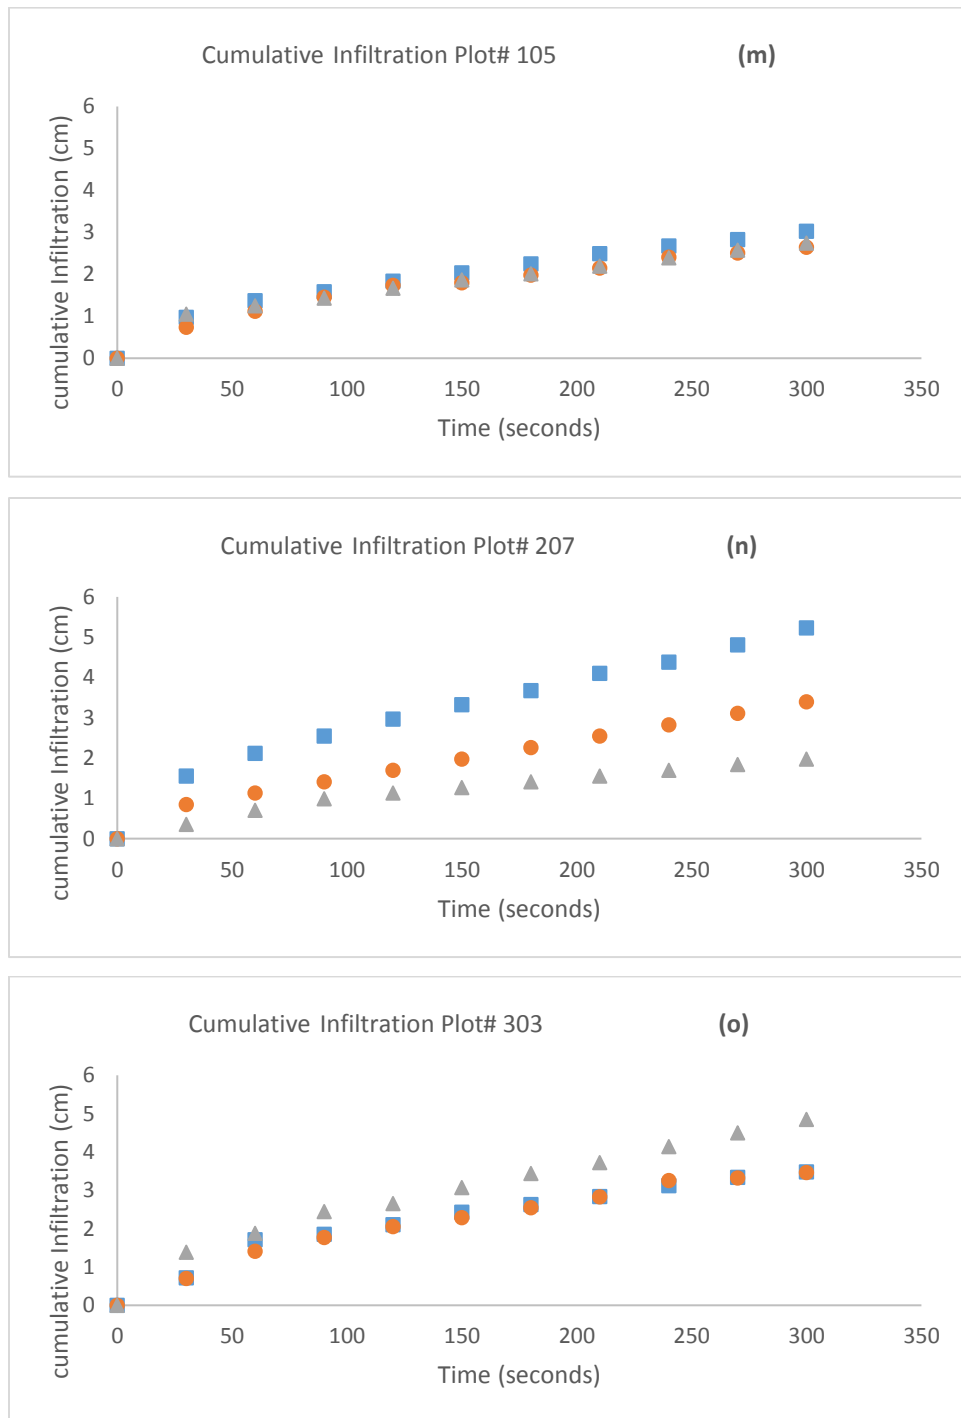 Cumulative Infiltration Plot# 105 (m)
cumulative Infiltration (cm)
6
5
4
3
2
1
0
0 50 100 150 200 250 300 350
Time (seconds)
Cumulative Infiltration Plot# 207 (n)
cumulative Infiltration (cm)
6
5
4
3
2
1
0
0 50 100 150 200 250 300 350
Time (seconds)
Cumulative Infiltration Plot# 303 (o)
cumulative Infiltration (cm)
6
5
4
3
2
1
0
0 50 100 150 200 250 300 350
Time (seconds)